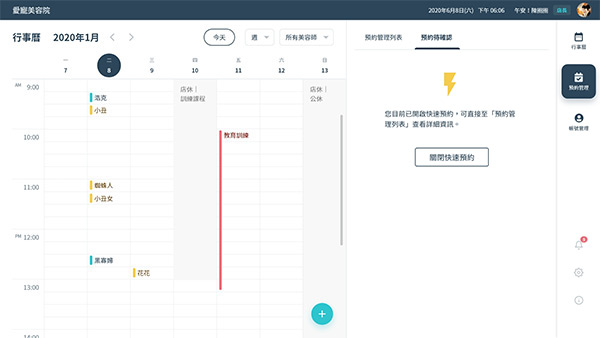 愛寵美容院
2020年6月8日(六) 下午 06:06 午安！陳圈圈 店長
行事曆 2020年1月
今天 週 所有美容師
一 二 三 四 五 六 日
7 8 9 10 11 12 13
AM 9:00
10:00
11:00
PM 12:00
13:00
14:00
浩克
小丑
蜘蛛人
小丑女
黑寡婦
花花
店休｜
訓練課程
教育訓練
店休｜
公休
預約管理列表 預約待確認
您目前已開啟快速預約，可直接至「預約管
理列表」查看詳細資訊。
關閉快速預約
行事曆
預約管理
帳號管理